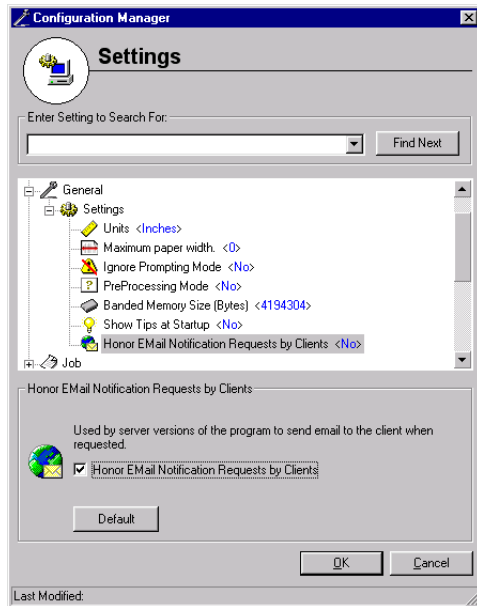 Configuration Manager
Settings
Enter Setting to Search For:
Find Next
General
Settings
Units <Inches>
Maximum paper width. <0>
Ignore Prompting Mode <No>
PreProcessing Mode <No>
Banded Memory Size (Bytes) <4194304>
Show Tips at Startup <No>
Honor EMail Notification Requests by Clients <No>
Job
Honor EMail Notification Requests by Clients
Used by server versions of the program to send email to the client when
requested.
Honor EMail Notification Requests by Clients
Default
OK
Cancel
Last Modified: